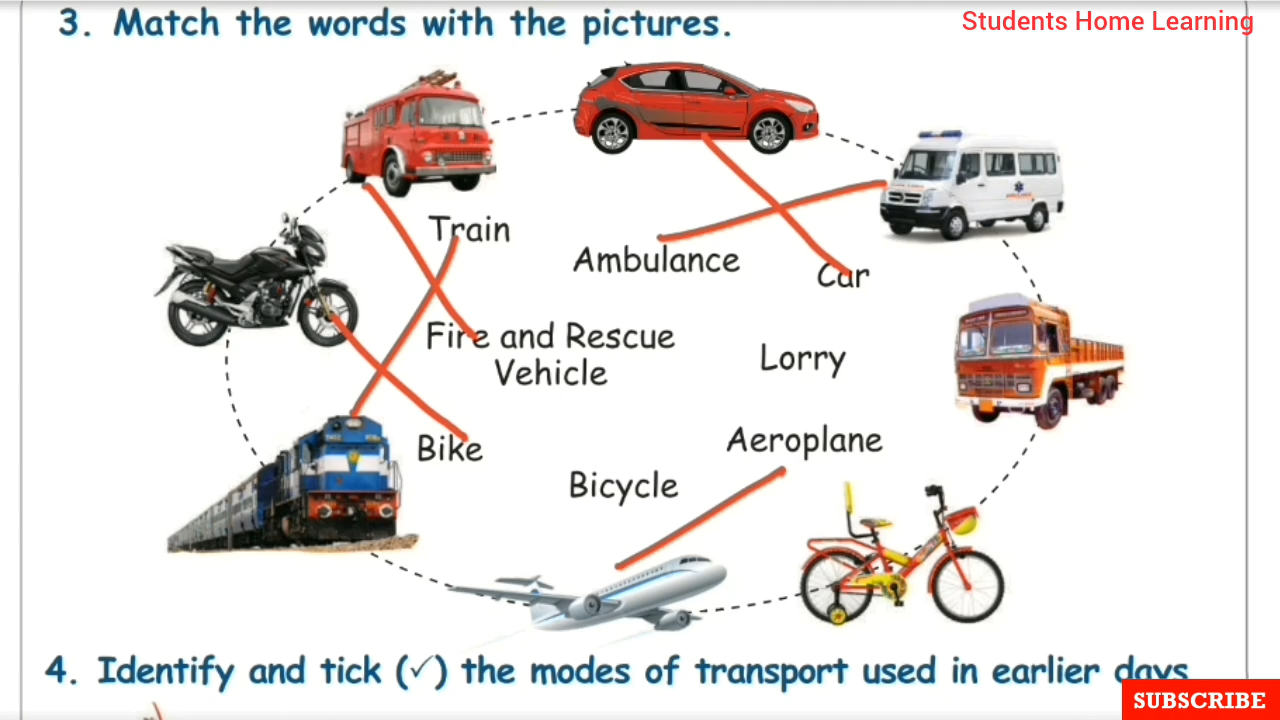 3. Match the words with the pictures.
Students Home Learning
Train
Ambulance
Car
Fire and Rescue
Vehicle
Lorry
Bike
Aeroplane
Bicycle
4. Identify and tick (✓) the modes of transport used in earlier days
SUBSCRIBE